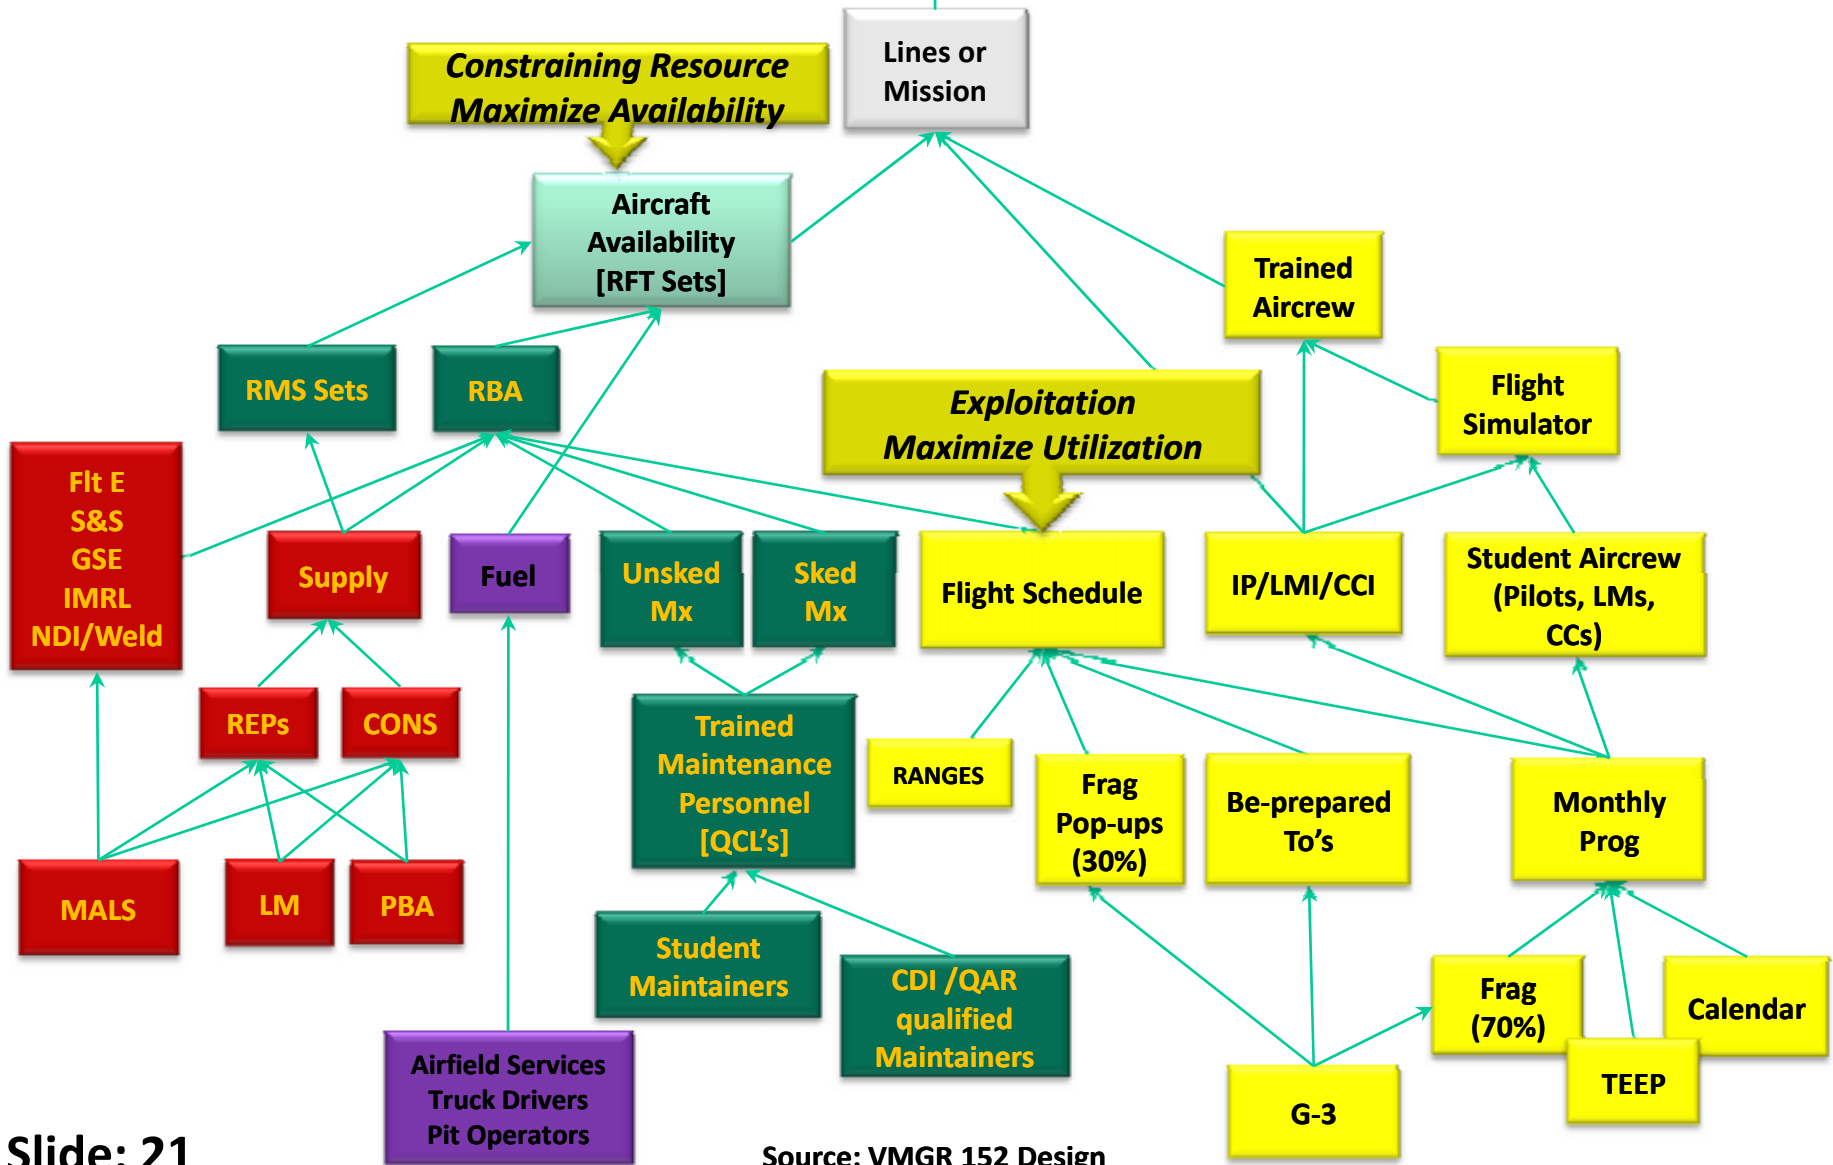 Lines or
Mission
Constraining Resource
Maximize Availability
Aircraft
Availability
[RFT Sets]
Trained
Aircrew
RMS Sets
RBA
Flight
Simulator
Exploitation
Maximize Utilization
Flt E
S&S
GSE
IMRL
NDI/Weld
Supply
Fuel
Unsked
Mx
Sked
Mx
Flight Schedule
IP/LMI/CCI
Student Aircrew
(Pilots, LMs,
CCs)
REPs
CONS
Trained
Maintenance
Personnel
[QCL's]
RANGES
Frag
Pop-ups
(30%)
Be-prepared
To's
Monthly
Prog
MALS
LM
PBA
Student
Maintainers
CDI /QAR
qualified
Maintainers
Frag
(70%)
Calendar
TEEP
G-3
Airfield Services
Truck Drivers
Pit Operators
Slide: 21
Source: VMGR 152 Design